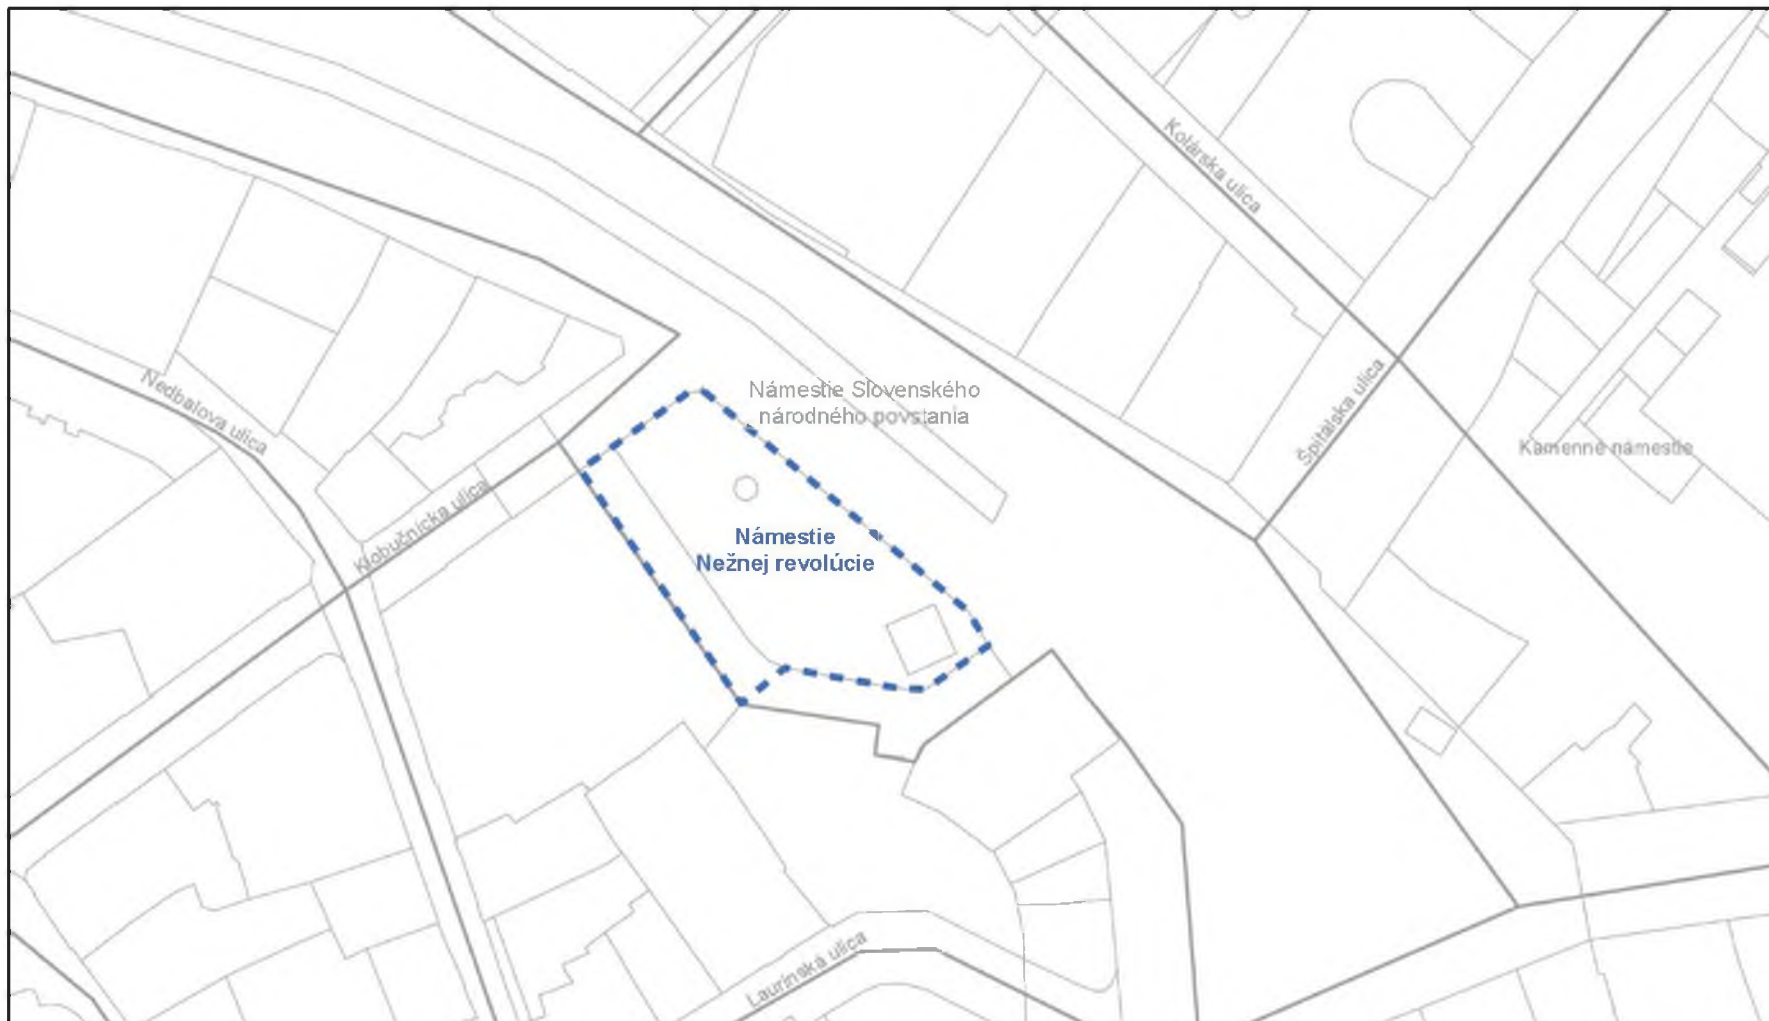 Kolárska ulica
Nedbalova ulica
Námestie Slovenského
národného povstania
Špitálska ulica
Kamenné námestie
Klobučnícka ulica
Námestie
Nežnej revolúcie
Laurinská ulica